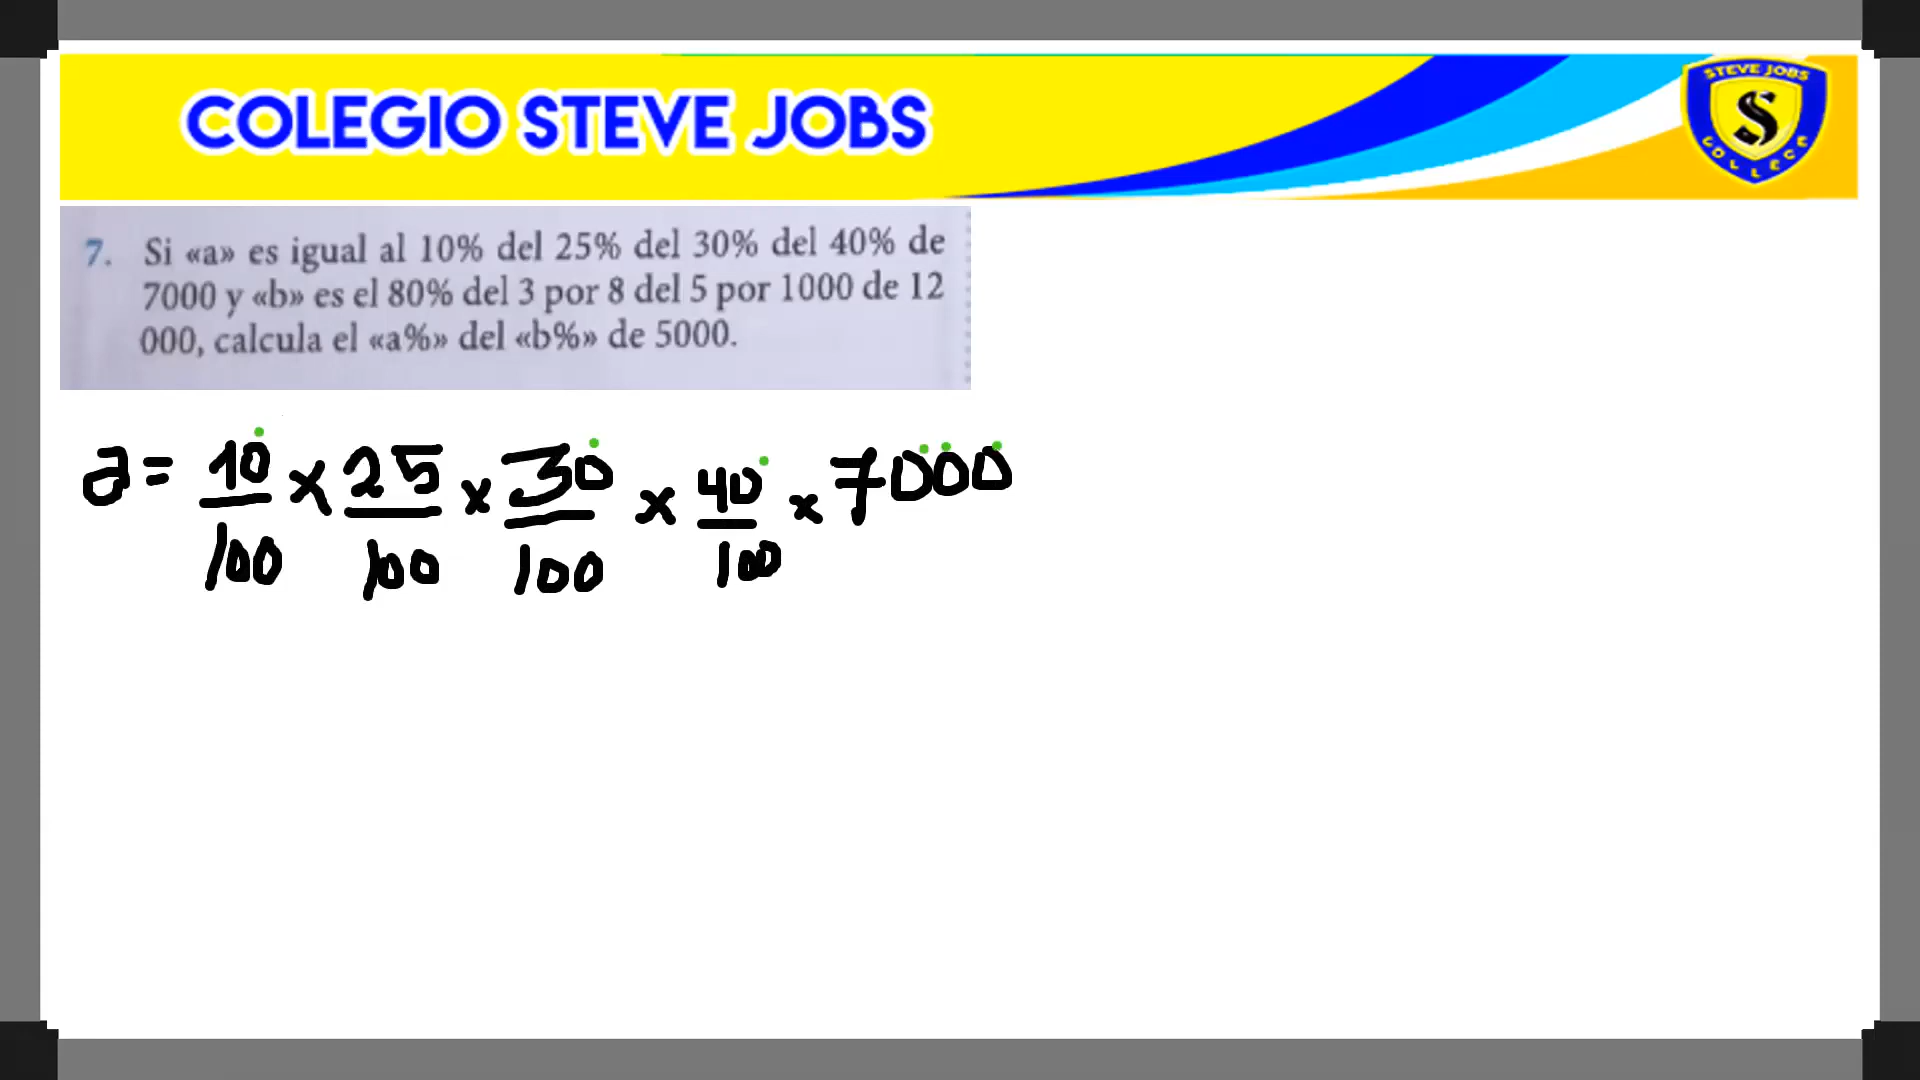 COLEGIO STEVE JOBS
STEVE JOBS
S
COLLEGE
7. Si «a» es igual al 10% del 25% del 30% del 40% de
7000 y «b» es el 80% del 3 por 8 del 5 por 1000 de 12
000, calcula el «a%» del «b%» de 5000.
a = 10/100 x 25/100 x 30/100 x 40/100 x 7000